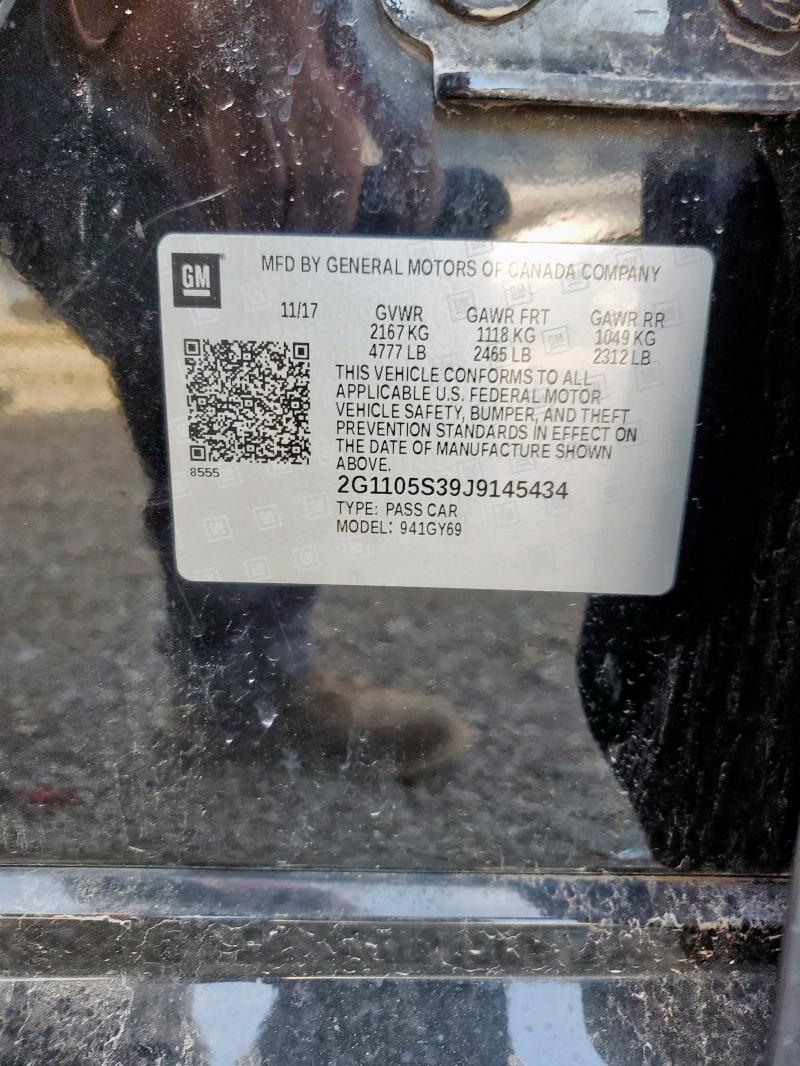 GM
MFD BY GENERAL MOTORS OF CANADA COMPANY
11/17 GVWR GAWR FRT GAWR RR
2167 KG 1118 KG 1049 KG
4777 LB 2465 LB 2312 LB
THIS VEHICLE CONFORMS TO ALL
APPLICABLE U.S. FEDERAL MOTOR
VEHICLE SAFETY, BUMPER, AND THEFT
PREVENTION STANDARDS IN EFFECT ON
THE DATE OF MANUFACTURE SHOWN
ABOVE.
8555
2G1105S39J9145434
TYPE: PASS CAR
MODEL: 941GY69